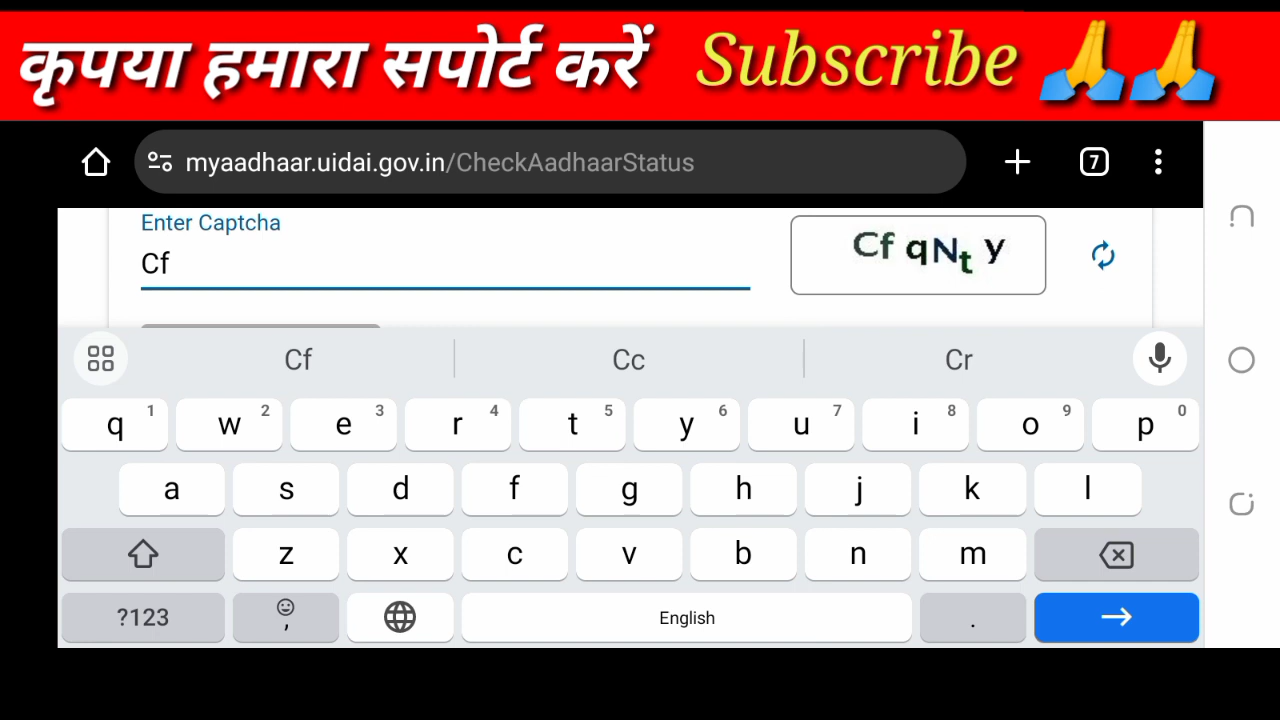 कृपया हमारा सपोर्ट करें Subscribe 🙏🙏
myaadhaar.uidai.gov.in/CheckAadhaarStatus
7
Enter Captcha
Cf
Cf qNt y
Cf Cc Cr
q 1 w 2 e 3 r 4 t 5 y 6 u 7 i 8 o 9 p 0
a s d f g h j k l
z x c v b n m
?123 , English .